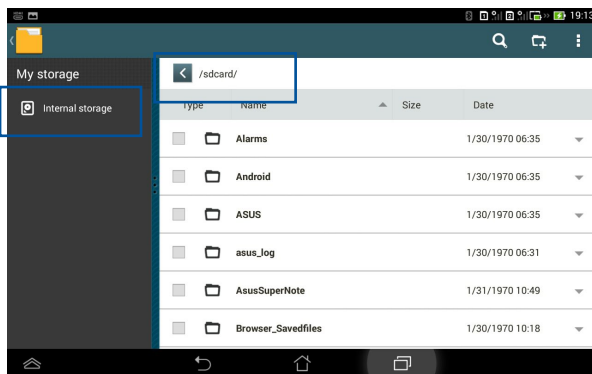 1 2 19:13
My storage
/sdcard/
Internal storage
Type Name Size Date
Alarms 1/30/1970 06:35
Android 1/30/1970 06:35
ASUS 1/30/1970 06:35
asus_log 1/30/1970 06:31
AsusSuperNote 1/31/1970 10:49
Browser_Savedfiles 1/30/1970 10:18